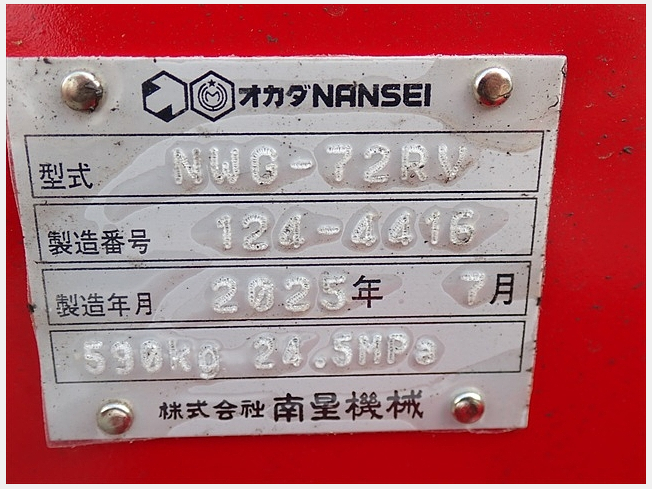 オカダNANSEI
型式 NWG-72RV
製造番号 124-4416
製造年月 2025年 7月
590kg 24.5MPa
株式会社 南星機械